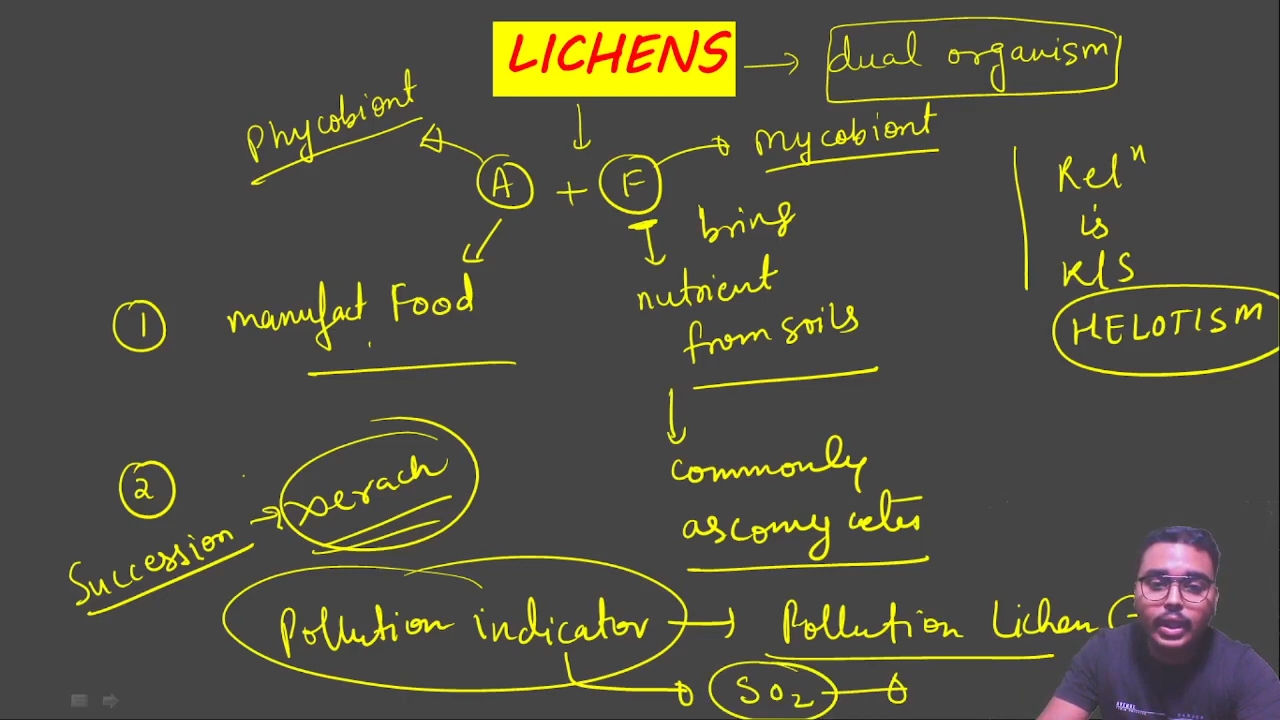 LICHENS → dual organism
Phycobiont
Mycobiont
A + F
bring
nutrient
from soils
manufact Food
1
Relⁿ
is
K/S
HELOTISM
commonly
ascomycetes
2
Succession → xerach
Pollution indicator → Pollution Lichen (-
SO₂ →